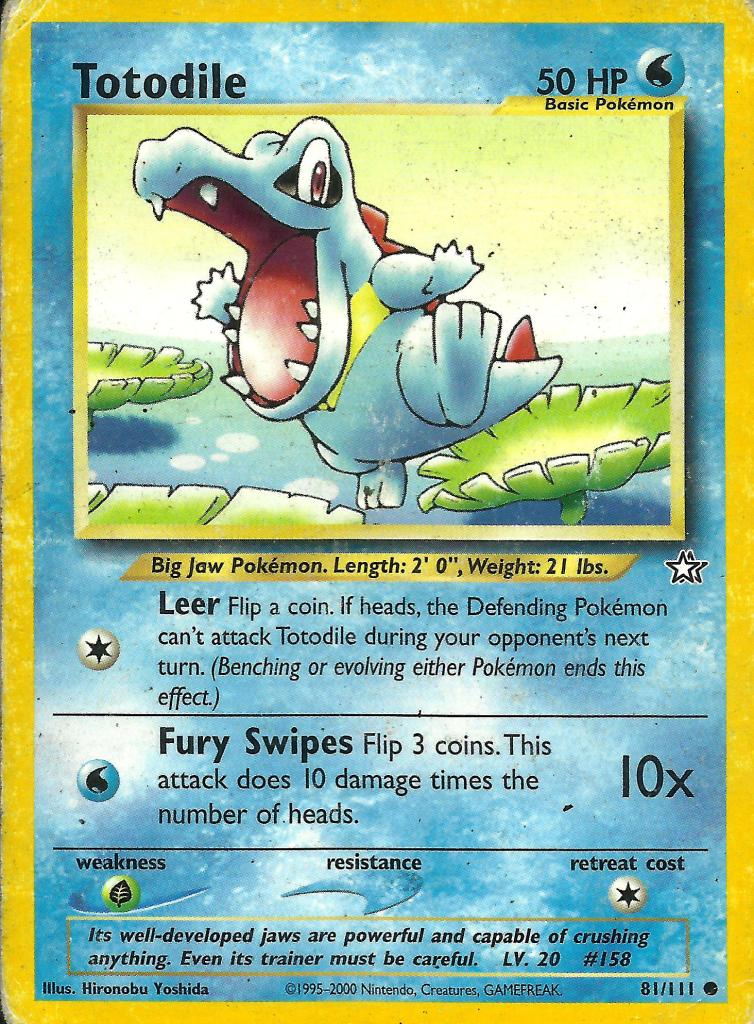 Totodile 50 HP
Basic Pokémon
Big Jaw Pokémon. Length: 2' 0", Weight: 21 lbs.
Leer Flip a coin. If heads, the Defending Pokémon
can't attack Totodile during your opponent's next
turn. (Benching or evolving either Pokémon ends this
effect.)
Fury Swipes Flip 3 coins. This
attack does 10 damage times the
number of heads.
10x
weakness resistance retreat cost
Its well-developed jaws are powerful and capable of crushing
anything. Even its trainer must be careful. LV. 20 #158
Illus. Hironobu Yoshida ©1995-2000 Nintendo, Creatures, GAMEFREAK. 81/111